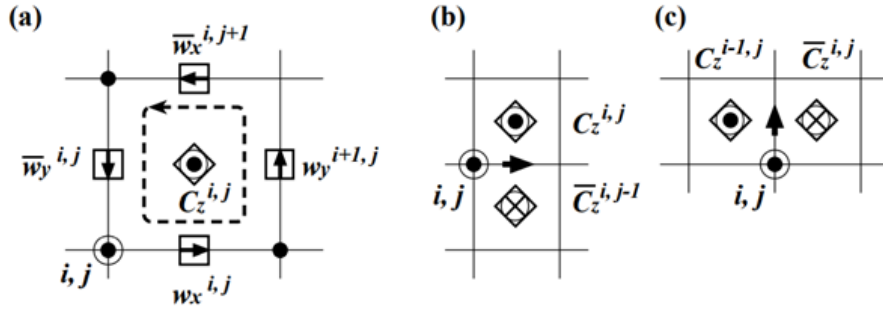 (a)
w̅x^{i, j+1}
w̅y^{i, j}
Cz^{i, j}
wy^{i+1, j}
i, j
wx^{i, j}
(b)
Cz^{i, j}
i, j
C̅z^{i, j-1}
(c)
Cz^{i-1, j}
C̅z^{i, j}
i, j